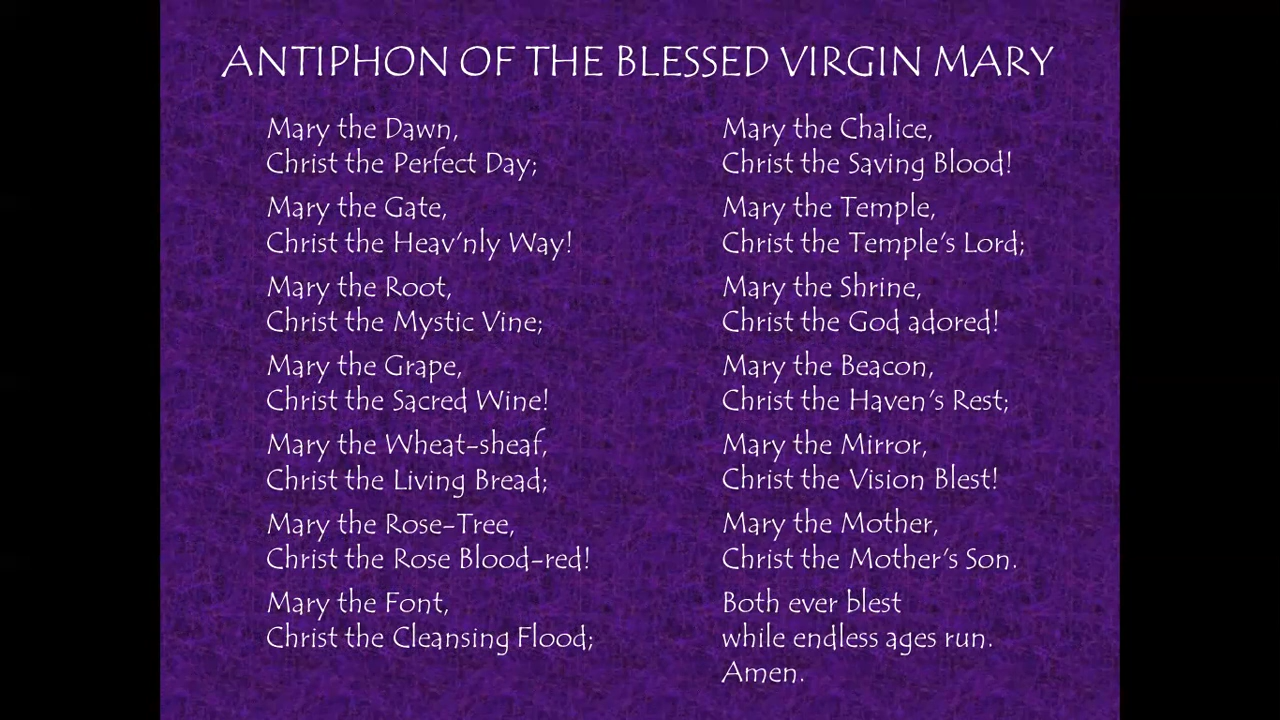 ANTIPHON OF THE BLESSED VIRGIN MARY
Mary the Dawn,
Christ the Perfect Day;
Mary the Gate,
Christ the Heav'nly Way!
Mary the Root,
Christ the Mystic Vine;
Mary the Grape,
Christ the Sacred Wine!
Mary the Wheat-sheaf,
Christ the Living Bread;
Mary the Rose-Tree,
Christ the Rose Blood-red!
Mary the Font,
Christ the Cleansing Flood;
Mary the Chalice,
Christ the Saving Blood!
Mary the Temple,
Christ the Temple's Lord;
Mary the Shrine,
Christ the God adored!
Mary the Beacon,
Christ the Haven's Rest;
Mary the Mirror,
Christ the Vision Blest!
Mary the Mother,
Christ the Mother's Son.
Both ever blest
while endless ages run.
Amen.